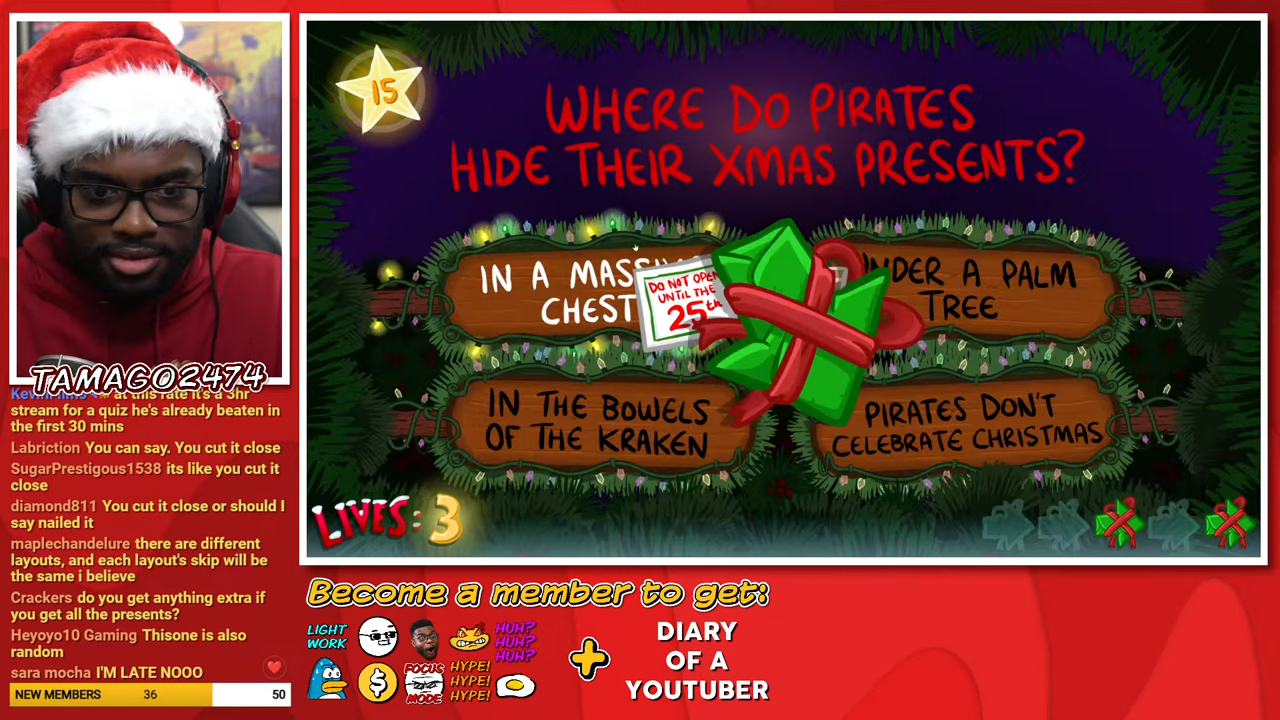 15
WHERE DO PIRATES
HIDE THEIR XMAS PRESENTS?
IN A
CHEST
DO NOT OPEN
UNTIL THE
25th
A PALM
TREE
IN THE BOWELS
OF THE KRAKEN
PIRATES DON'T
CELEBRATE CHRISTMAS
LIVES: 3
TAMAGO2474
at this rate it's a 3hr
stream for a quiz he's already beaten in
the first 30 mins
Labriction You can say. You cut it close
SugarPrestigous1538 its like you cut it
close
diamond811 You cut it close or should I
say nailed it
maplechandelure there are different
layouts, and each layout's skip will be
the same i believe
Crackers do you get anything extra if
you get all the presents?
Heyoyo10 Gaming Thisone is also
random
sara mocha I'M LATE NOOO
NEW MEMBERS 36 50
Become a member to get:
LIGHT
WORK
HUH?
HUH?
HUH?
FOCUS
MODE
HYPE!
HYPE!
HYPE!
$
+
DIARY
OF A
YOUTUBER